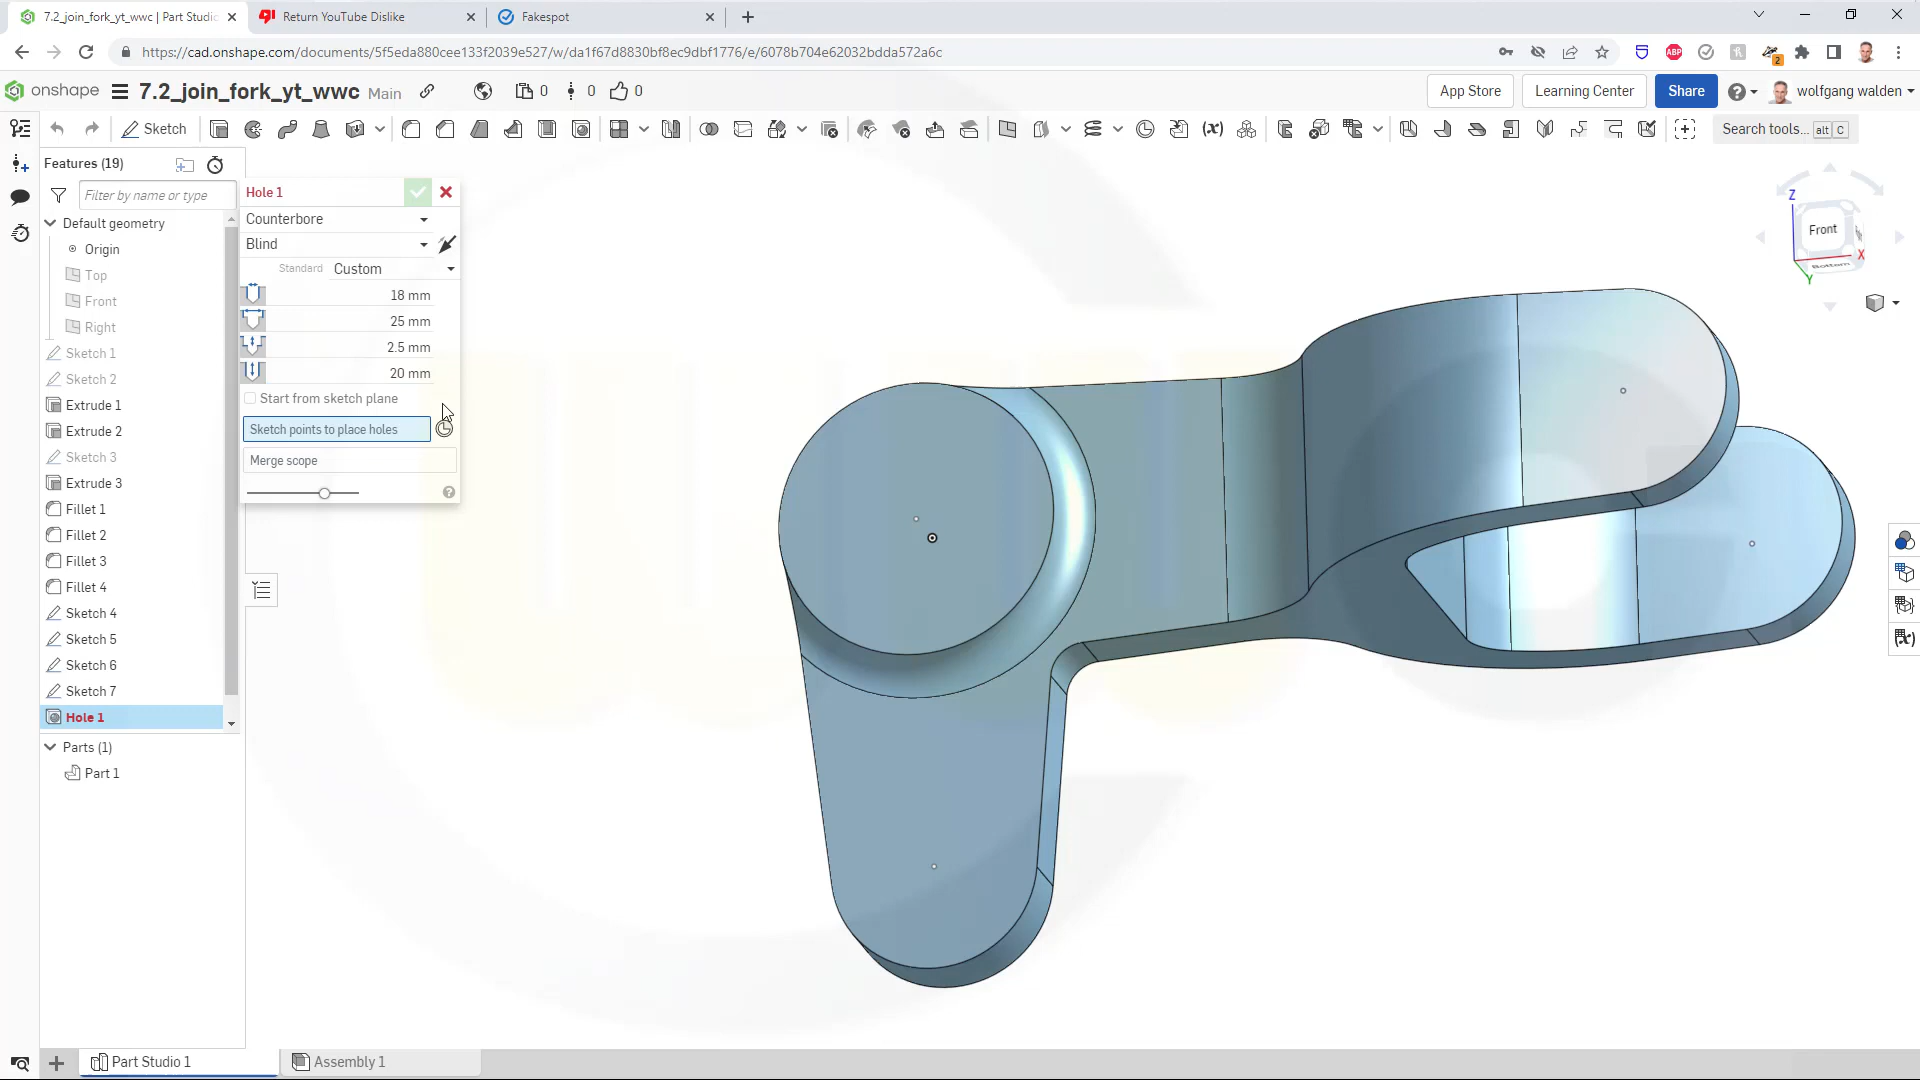 7.2_join_fork_yt_wwc | Part Studio
Return YouTube Dislike
Fakespot
https://cad.onshape.com/documents/5f5eda880cee133f2039e527/w/da1f67d8830bf8ec9dbf1776/e/6078b704e62032bdda572a6c
ABP
2
onshape
7.2_join_fork_yt_wwc Main
0
0
0
App Store
Learning Center
Share
wolfgang walden
Sketch
Search tools... alt C
Features (19)
Filter by name or type
Default geometry
Origin
Top
Front
Right
Sketch 1
Sketch 2
Extrude 1
Extrude 2
Sketch 3
Extrude 3
Fillet 1
Fillet 2
Fillet 3
Fillet 4
Sketch 4
Sketch 5
Sketch 6
Sketch 7
Hole 1
Parts (1)
Part 1
Hole 1
Counterbore
Blind
Standard Custom
18 mm
25 mm
2.5 mm
20 mm
Start from sketch plane
Sketch points to place holes
Merge scope
Z
Front
X
Bottom
Y
Part Studio 1
Assembly 1